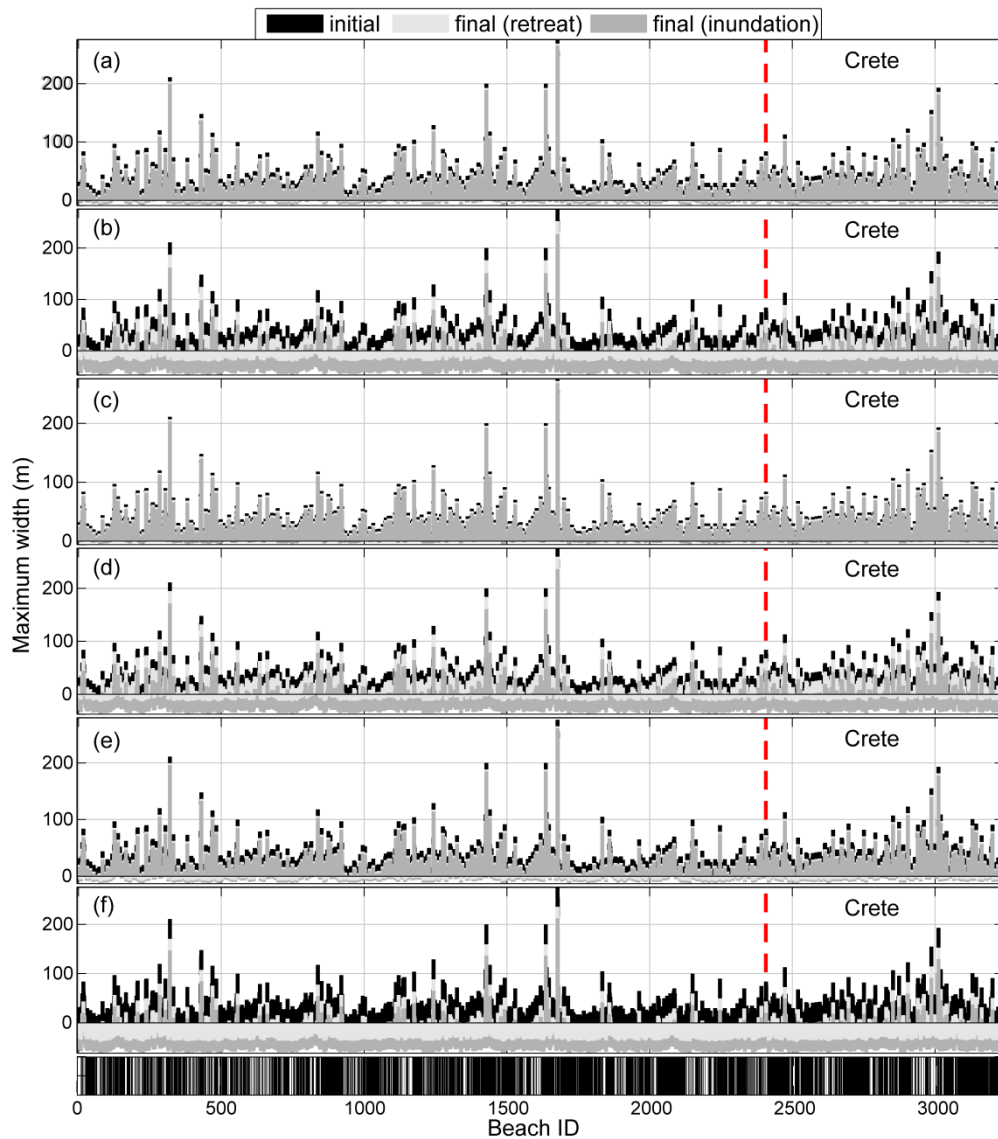 initial final (retreat) final (inundation)
(a) Crete
200
100
0
(b) Crete
200
100
0
(c) Crete
200
100
0
(d) Crete
200
100
0
(e) Crete
200
100
0
(f) Crete
200
100
0
Maximum width (m)
0 500 1000 1500 2000 2500 3000
Beach ID